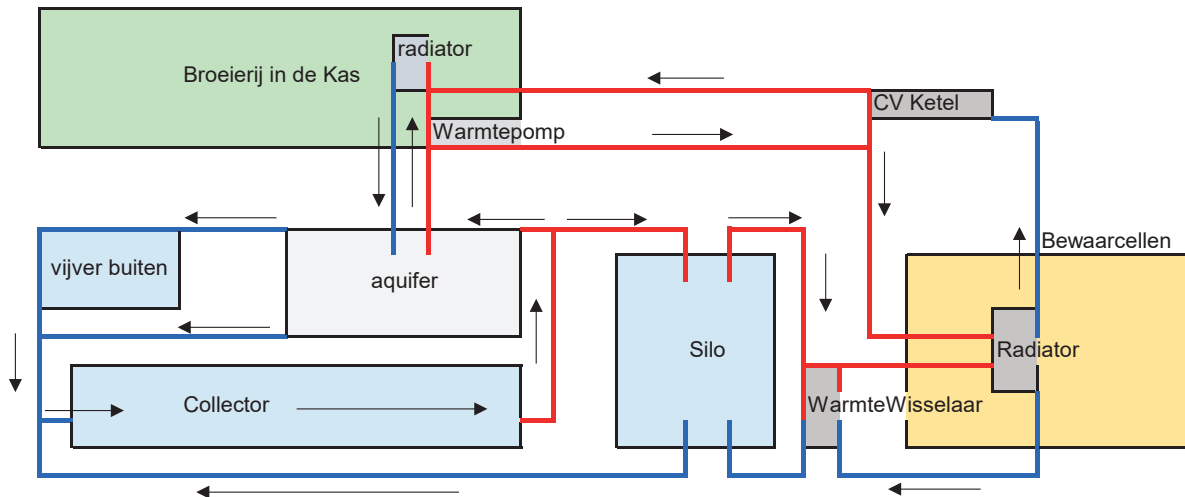 radiator
Broeierij in de Kas
CV Ketel
Warmtepomp
Bewaarcellen
vijver buiten
aquifer
Silo
Radiator
Collector
WarmteWisselaar